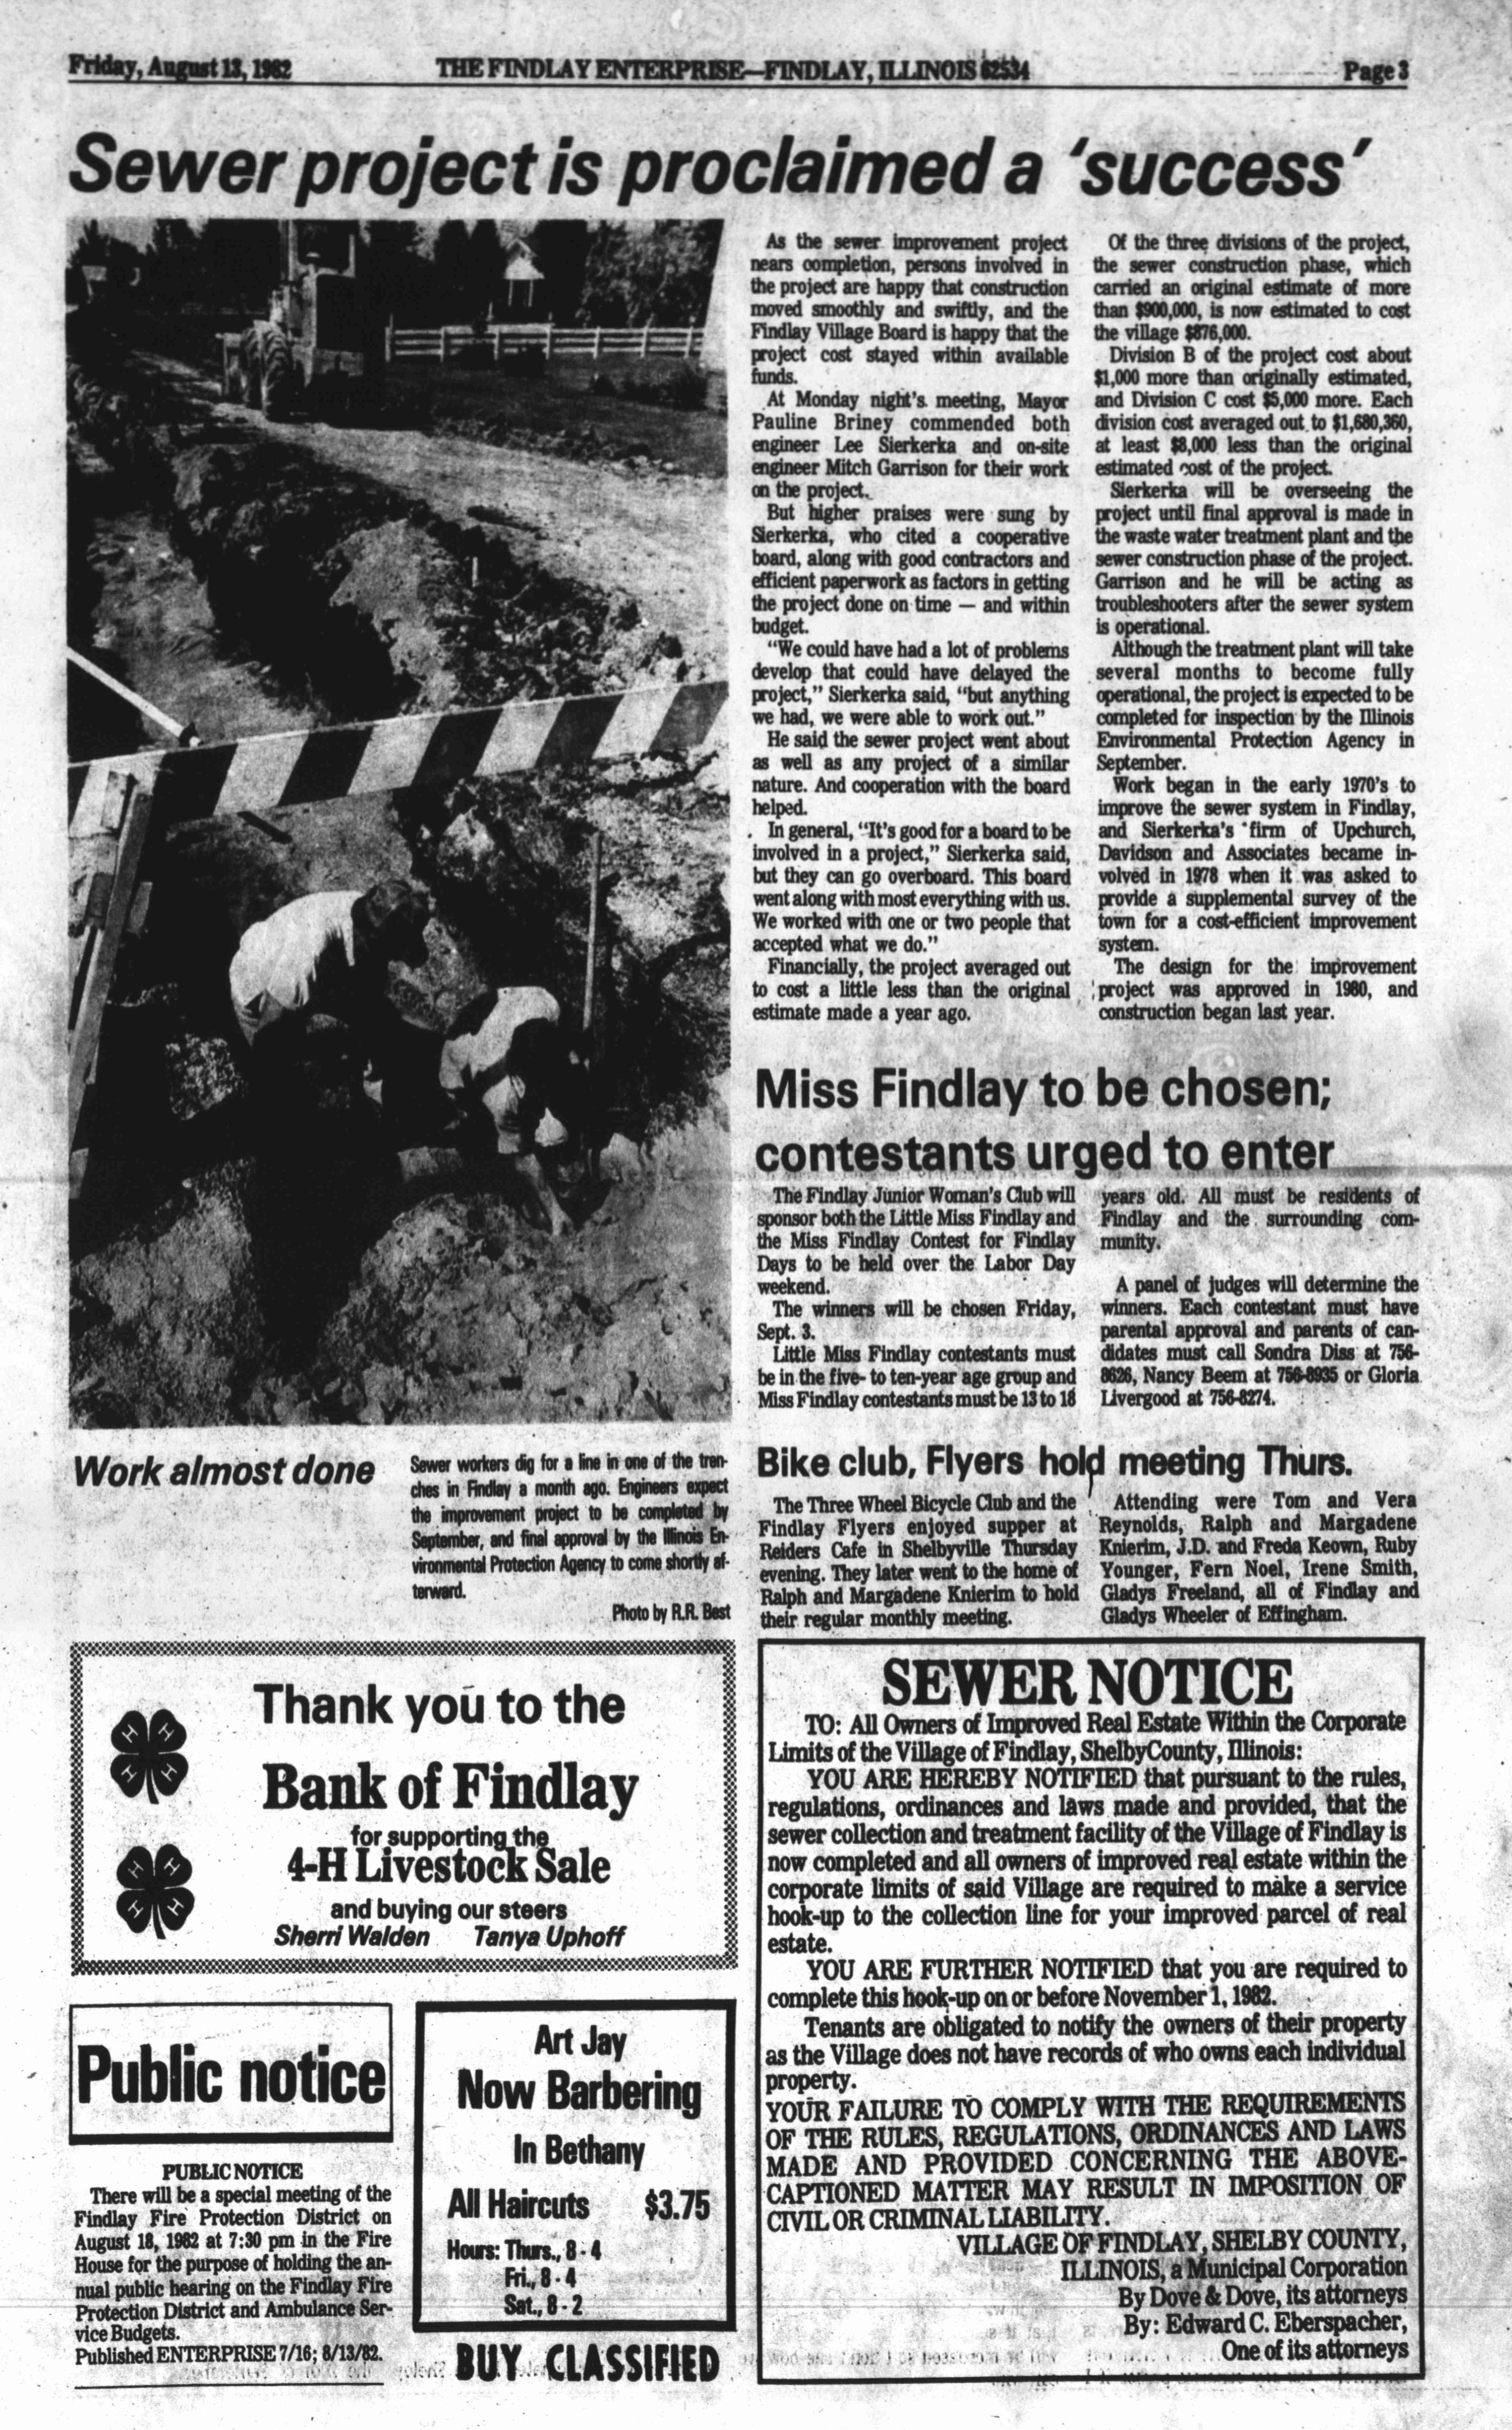 Friday, August 13, 1982
THE FINDLAY ENTERPRISE—FINDLAY, ILLINOIS 62534
Page 3
Sewer project is proclaimed a 'success'
As the sewer improvement project
nears completion, persons involved in
the project are happy that construction
moved smoothly and swiftly, and the
Findlay Village Board is happy that the
project cost stayed within available
funds.
At Monday night's meeting, Mayor
Pauline Briney commended both
engineer Lee Sierkerka and on-site
engineer Mitch Garrison for their work
on the project.
But higher praises were sung by
Sierkerka, who cited a cooperative
board, along with good contractors and
efficient paperwork as factors in getting
the project done on time — and within
budget.
"We could have had a lot of problems
develop that could have delayed the
project," Sierkerka said, "but anything
we had, we were able to work out."
He said the sewer project went about
as well as any project of a similar
nature. And cooperation with the board
helped.
In general, "It's good for a board to be
involved in a project," Sierkerka said,
but they can go overboard. This board
went along with most everything with us.
We worked with one or two people that
accepted what we do."
Financially, the project averaged out
to cost a little less than the original
estimate made a year ago.
Of the three divisions of the project,
the sewer construction phase, which
carried an original estimate of more
than $900,000, is now estimated to cost
the village $876,000.
Division B of the project cost about
$1,000 more than originally estimated,
and Division C cost $5,000 more. Each
division cost averaged out to $1,680,360,
at least $8,000 less than the original
estimated cost of the project.
Sierkerka will be overseeing the
project until final approval is made in
the waste water treatment plant and the
sewer construction phase of the project.
Garrison and he will be acting as
troubleshooters after the sewer system
is operational.
Although the treatment plant will take
several months to become fully
operational, the project is expected to be
completed for inspection by the Illinois
Environmental Protection Agency in
September.
Work began in the early 1970's to
improve the sewer system in Findlay,
and Sierkerka's firm of Upchurch,
Davidson and Associates became in-
volved in 1978 when it was asked to
provide a supplemental survey of the
town for a cost-efficient improvement
system.
The design for the improvement
project was approved in 1980, and
construction began last year.
Miss Findlay to be chosen;
contestants urged to enter
The Findlay Junior Woman's Club will
sponsor both the Little Miss Findlay and
the Miss Findlay Contest for Findlay
Days to be held over the Labor Day
weekend.
The winners will be chosen Friday,
Sept. 3.
Little Miss Findlay contestants must
be in the five- to ten-year age group and
Miss Findlay contestants must be 13 to 18
years old. All must be residents of
Findlay and the surrounding com-
munity.
A panel of judges will determine the
winners. Each contestant must have
parental approval and parents of can-
didates must call Sondra Diss at 756-
8626, Nancy Beem at 756-8935 or Gloria
Livergood at 756-8274.
Work almost done
Sewer workers dig for a line in one of the tren-
ches in Findlay a month ago. Engineers expect
the improvement project to be completed by
September, and final approval by the Illinois En-
vironmental Protection Agency to come shortly af-
terward.
Photo by R.R. Best
Bike club, Flyers hold meeting Thurs.
The Three Wheel Bicycle Club and the
Findlay Flyers enjoyed supper at
Reiders Cafe in Shelbyville Thursday
evening. They later went to the home of
Ralph and Margadene Knierim to hold
their regular monthly meeting.
Attending were Tom and Vera
Reynolds, Ralph and Margadene
Knierim, J.D. and Freda Keown, Ruby
Younger, Fern Noel, Irene Smith,
Gladys Freeland, all of Findlay and
Gladys Wheeler of Effingham.
H H H H
H H H H
Thank you to the
Bank of Findlay
for supporting the
4-H Livestock Sale
and buying our steers
Sherri Walden Tanya Uphoff
Public notice
PUBLIC NOTICE
There will be a special meeting of the
Findlay Fire Protection District on
August 18, 1982 at 7:30 pm in the Fire
House for the purpose of holding the an-
nual public hearing on the Findlay Fire
Protection District and Ambulance Ser-
vice Budgets.
Published ENTERPRISE 7/16; 8/13/82.
Art Jay
Now Barbering
In Bethany
All Haircuts $3.75
Hours: Thurs., 8 - 4
Fri., 8 - 4
Sat., 8 - 2
BUY CLASSIFIED
SEWER NOTICE
TO: All Owners of Improved Real Estate Within the Corporate
Limits of the Village of Findlay, ShelbyCounty, Illinois:
YOU ARE HEREBY NOTIFIED that pursuant to the rules,
regulations, ordinances and laws made and provided, that the
sewer collection and treatment facility of the Village of Findlay is
now completed and all owners of improved real estate within the
corporate limits of said Village are required to make a service
hook-up to the collection line for your improved parcel of real
estate.
YOU ARE FURTHER NOTIFIED that you are required to
complete this hook-up on or before November 1, 1982.
Tenants are obligated to notify the owners of their property
as the Village does not have records of who owns each individual
property.
YOUR FAILURE TO COMPLY WITH THE REQUIREMENTS
OF THE RULES, REGULATIONS, ORDINANCES AND LAWS
MADE AND PROVIDED CONCERNING THE ABOVE-
CAPTIONED MATTER MAY RESULT IN IMPOSITION OF
CIVIL OR CRIMINAL LIABILITY.
VILLAGE OF FINDLAY, SHELBY COUNTY,
ILLINOIS, a Municipal Corporation
By Dove & Dove, its attorneys
By: Edward C. Eberspacher,
One of its attorneys